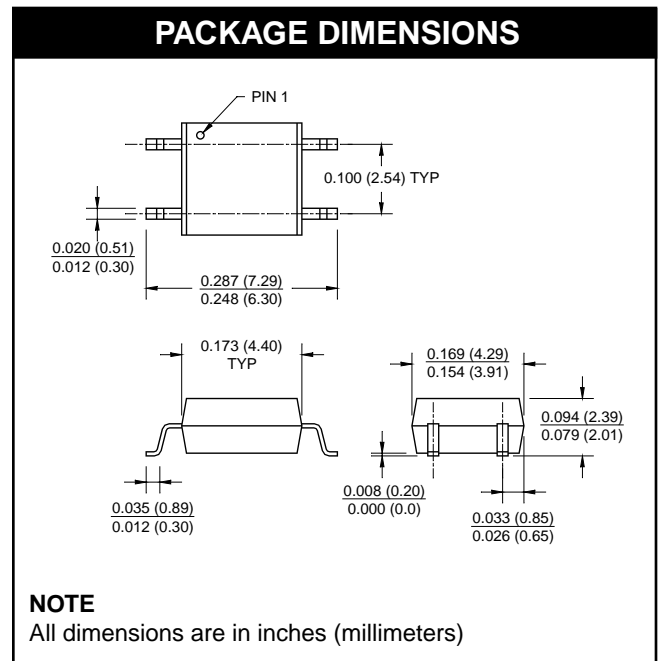 PACKAGE DIMENSIONS
PIN 1
0.100 (2.54) TYP
0.020 (0.51)
0.012 (0.30)
0.287 (7.29)
0.248 (6.30)
0.173 (4.40)
TYP
0.169 (4.29)
0.154 (3.91)
0.094 (2.39)
0.079 (2.01)
0.035 (0.89)
0.012 (0.30)
0.008 (0.20)
0.000 (0.0)
0.033 (0.85)
0.026 (0.65)
NOTE
All dimensions are in inches (millimeters)